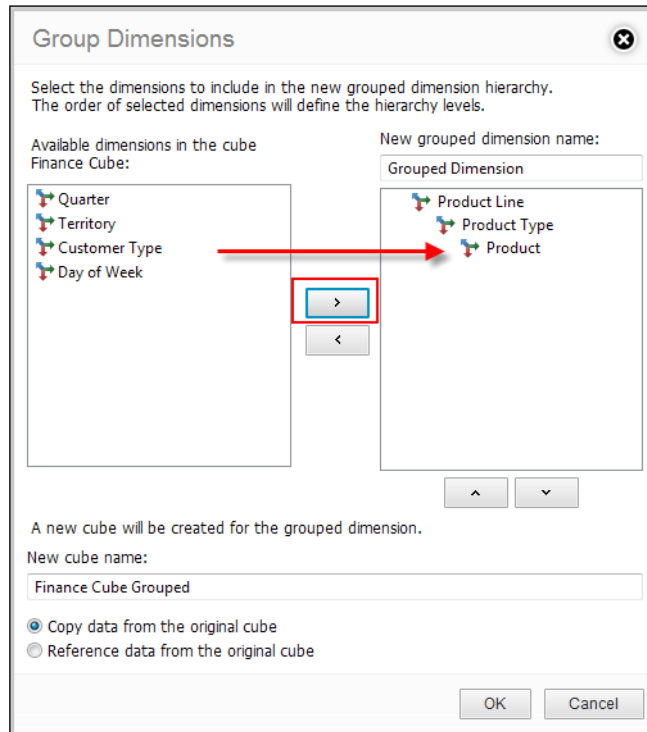 Group Dimensions
Select the dimensions to include in the new grouped dimension hierarchy.
The order of selected dimensions will define the hierarchy levels.
Available dimensions in the cube
Finance Cube:
Quarter
Territory
Customer Type
Day of Week
>
<
New grouped dimension name:
Grouped Dimension
Product Line
Product Type
Product
A new cube will be created for the grouped dimension.
New cube name:
Finance Cube Grouped
Copy data from the original cube
Reference data from the original cube
OK
Cancel